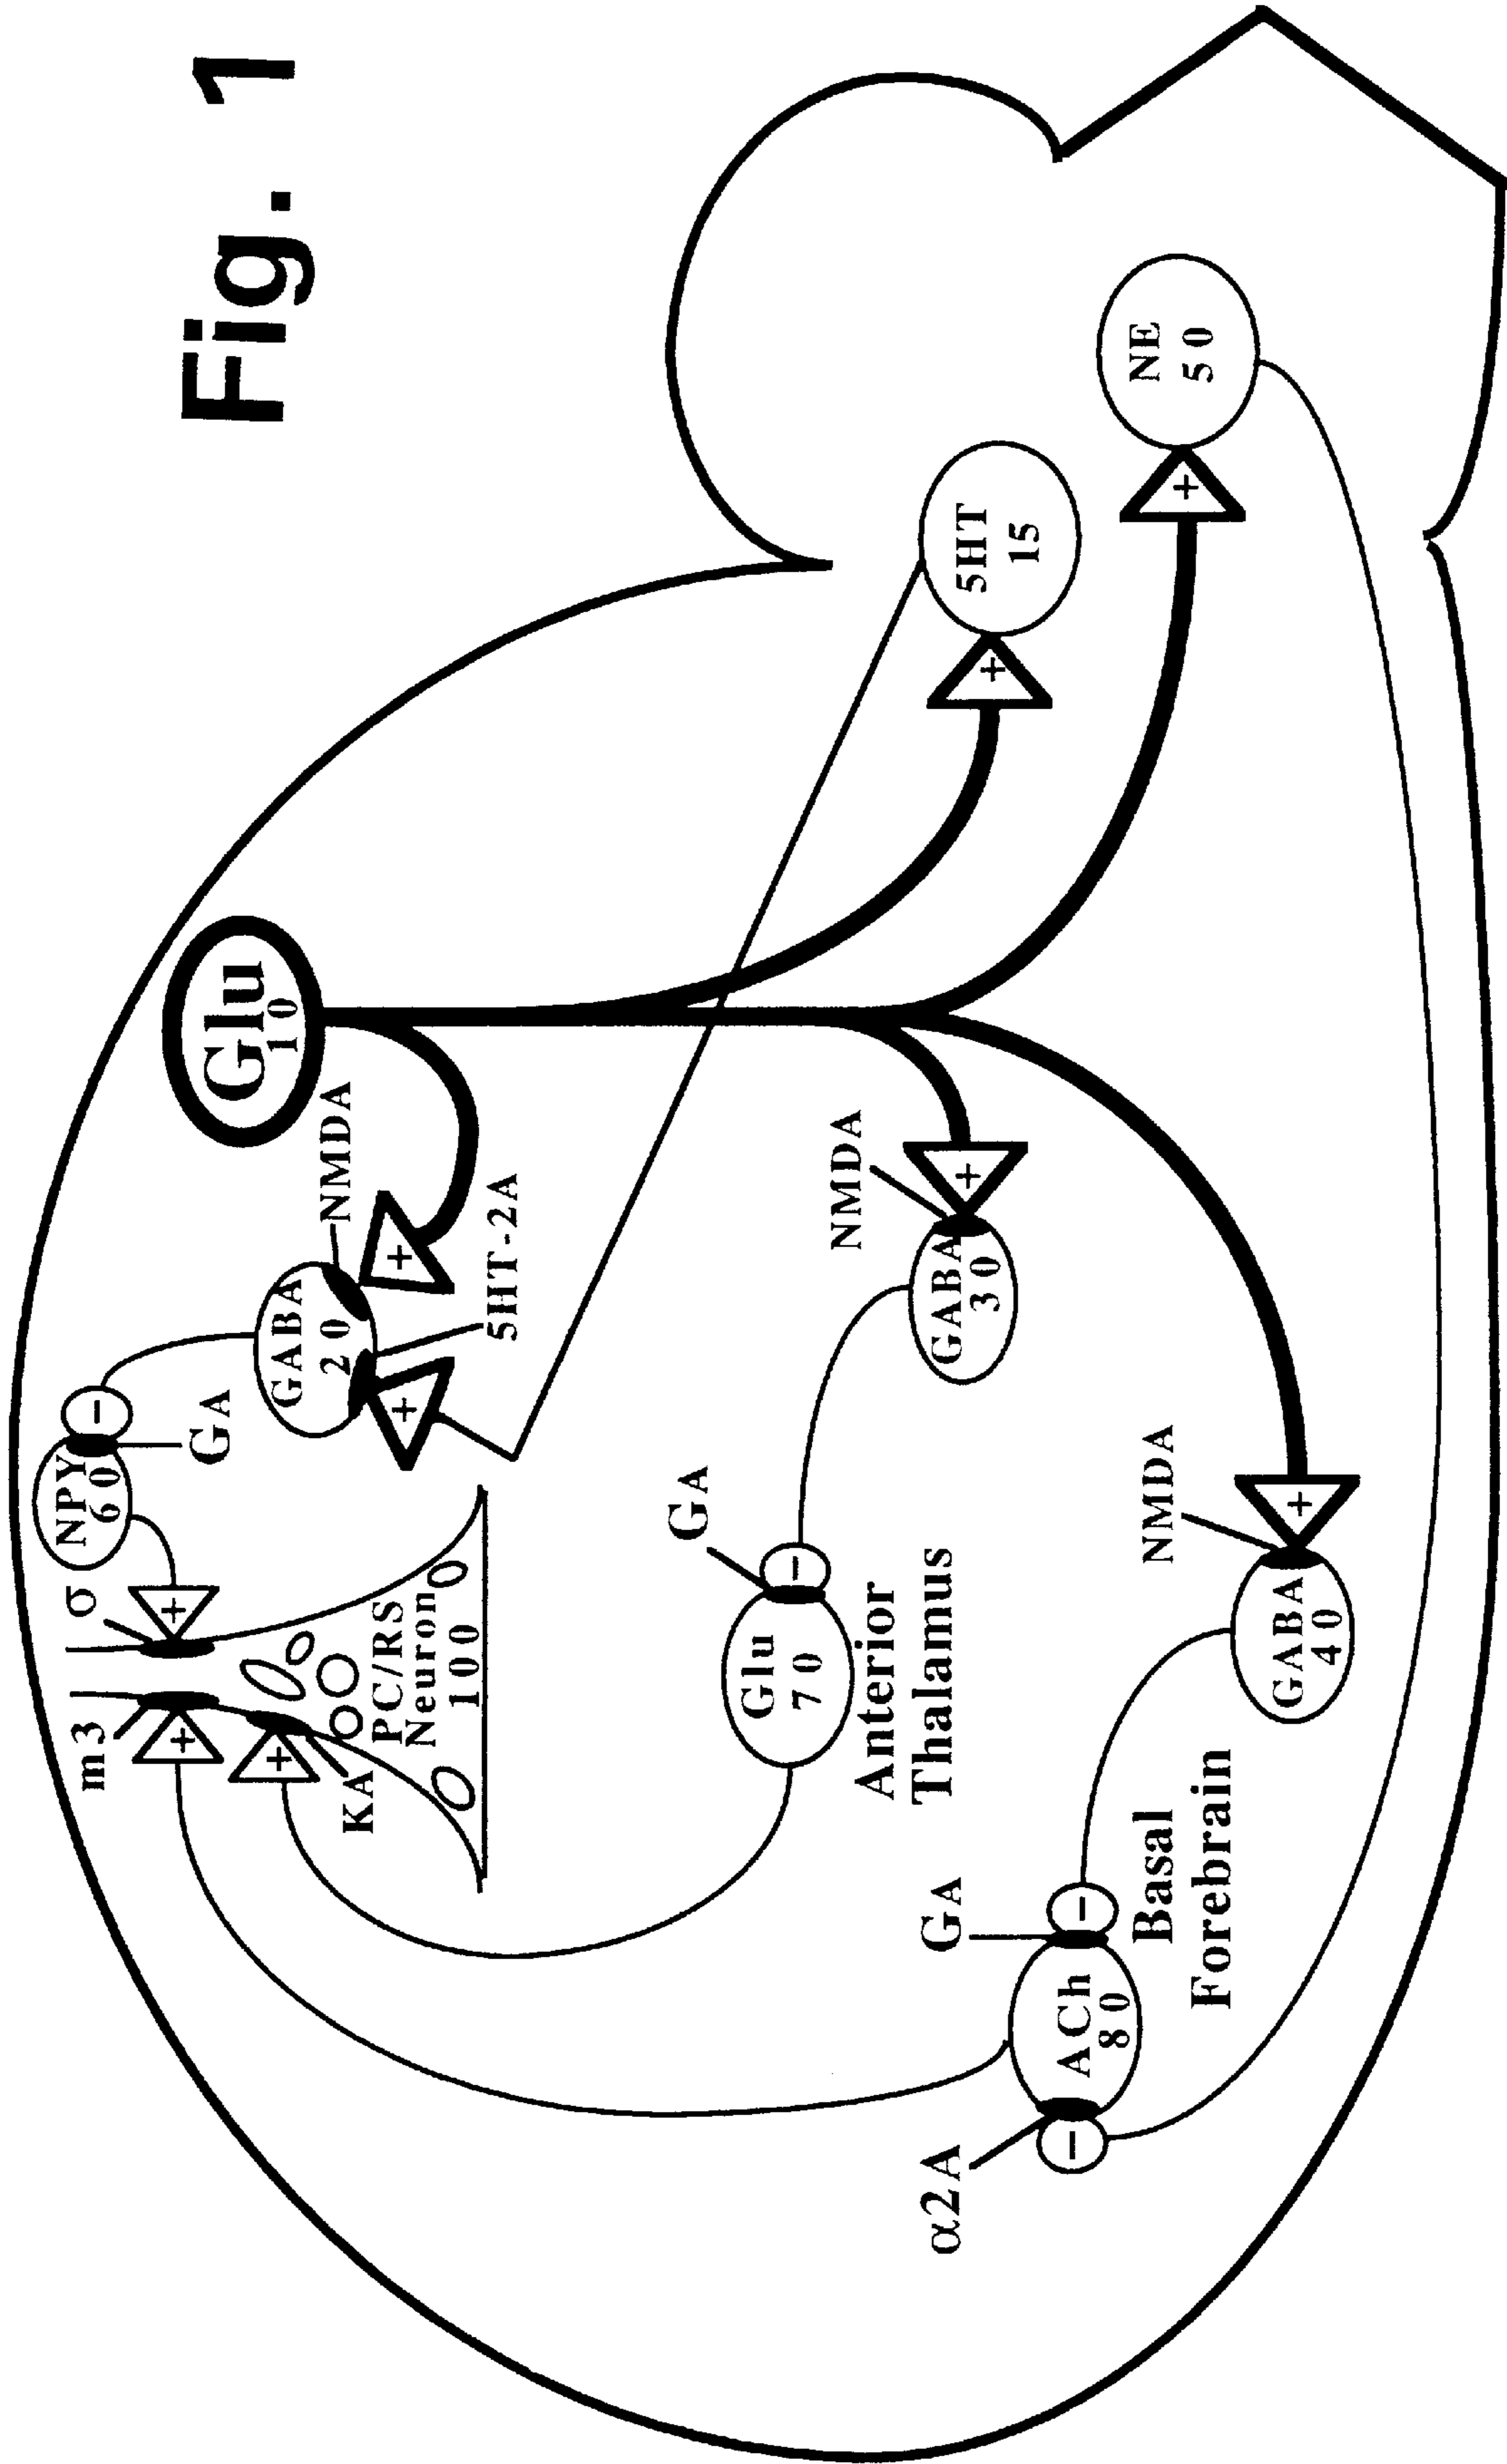 Fig. 1
m3
σ
NPY
60
–
GA
+
+
+
KA
PC/RS
Neuron
100
GABA
20
NMDA
+
+
5HT-2A
Glu
10
GA
–
Glu
70
Anterior
Thalamus
NMDA
+
GABA
30
5HT
15
+
NE
50
+
α2A
–
ACh
80
GA
–
Basal
Forebrain
NMDA
+
GABA
40